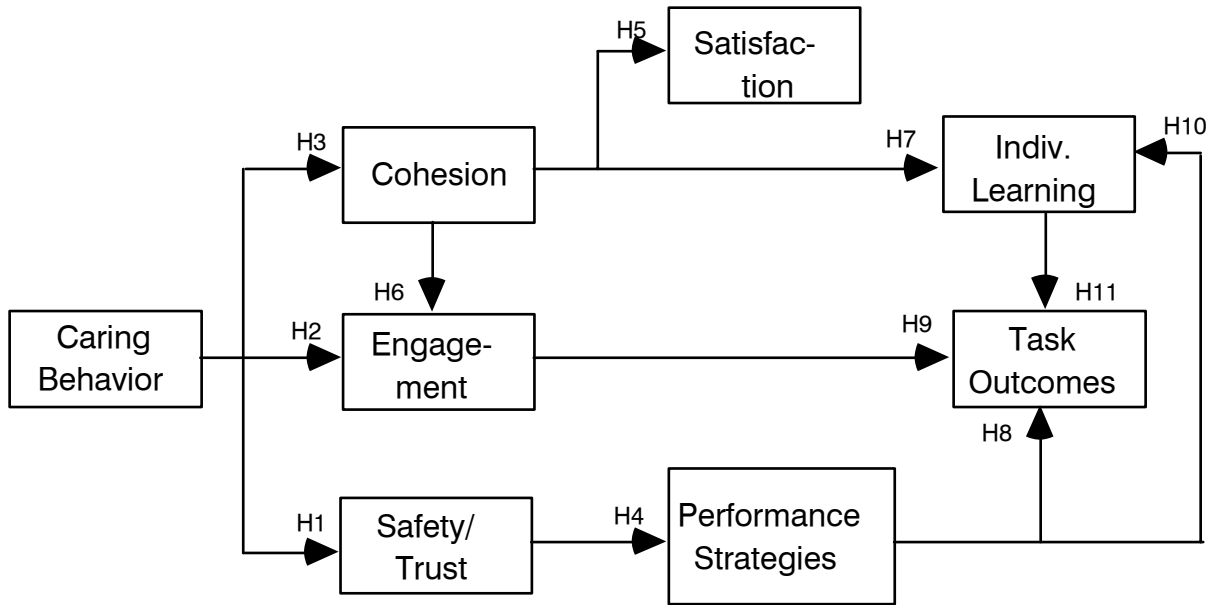 H5
Satisfac-
tion
H3
Cohesion
H7
Indiv.
Learning
H10
H6
H11
Caring
Behavior
H2
Engage-
ment
H9
Task
Outcomes
H8
H1
Safety/
Trust
H4
Performance
Strategies